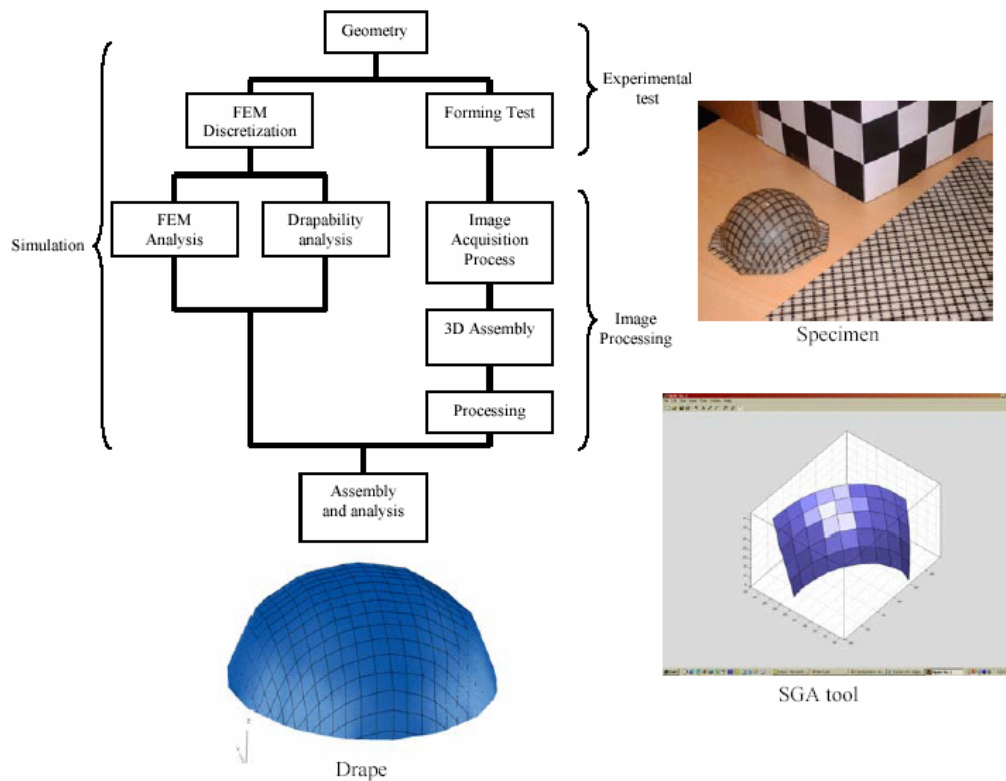 Geometry
Experimental
test
FEM
Discretization
Forming Test
Simulation
FEM
Analysis
Drapability
analysis
Image
Acquisition
Process
3D Assembly
Image
Processing
Processing
Specimen
Assembly
and analysis
SGA tool
Drape